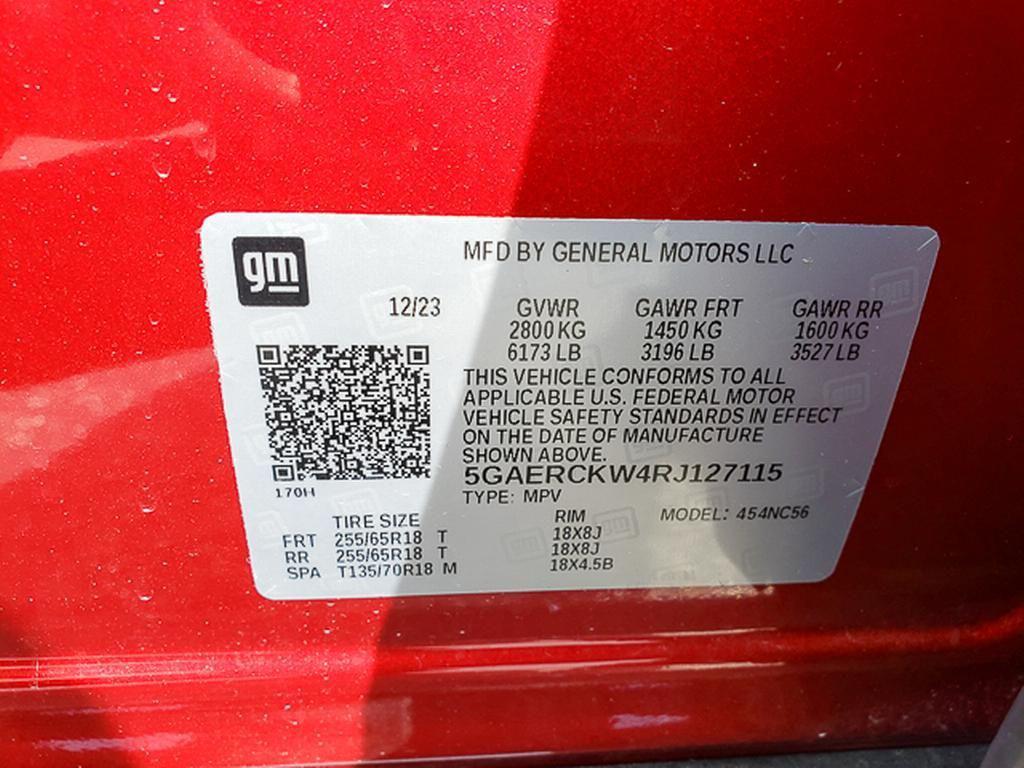 gm
MFD BY GENERAL MOTORS LLC
12/23 GVWR GAWR FRT GAWR RR
2800 KG 1450 KG 1600 KG
6173 LB 3196 LB 3527 LB
THIS VEHICLE CONFORMS TO ALL
APPLICABLE U.S. FEDERAL MOTOR
VEHICLE SAFETY STANDARDS IN EFFECT
ON THE DATE OF MANUFACTURE
SHOWN ABOVE.
5GAERCKW4RJ127115
170H
TYPE: MPV
TIRE SIZE RIM MODEL: 454NC56
FRT 255/65R18 T 18X8J
RR 255/65R18 T 18X8J
SPA T135/70R18 M 18X4.5B